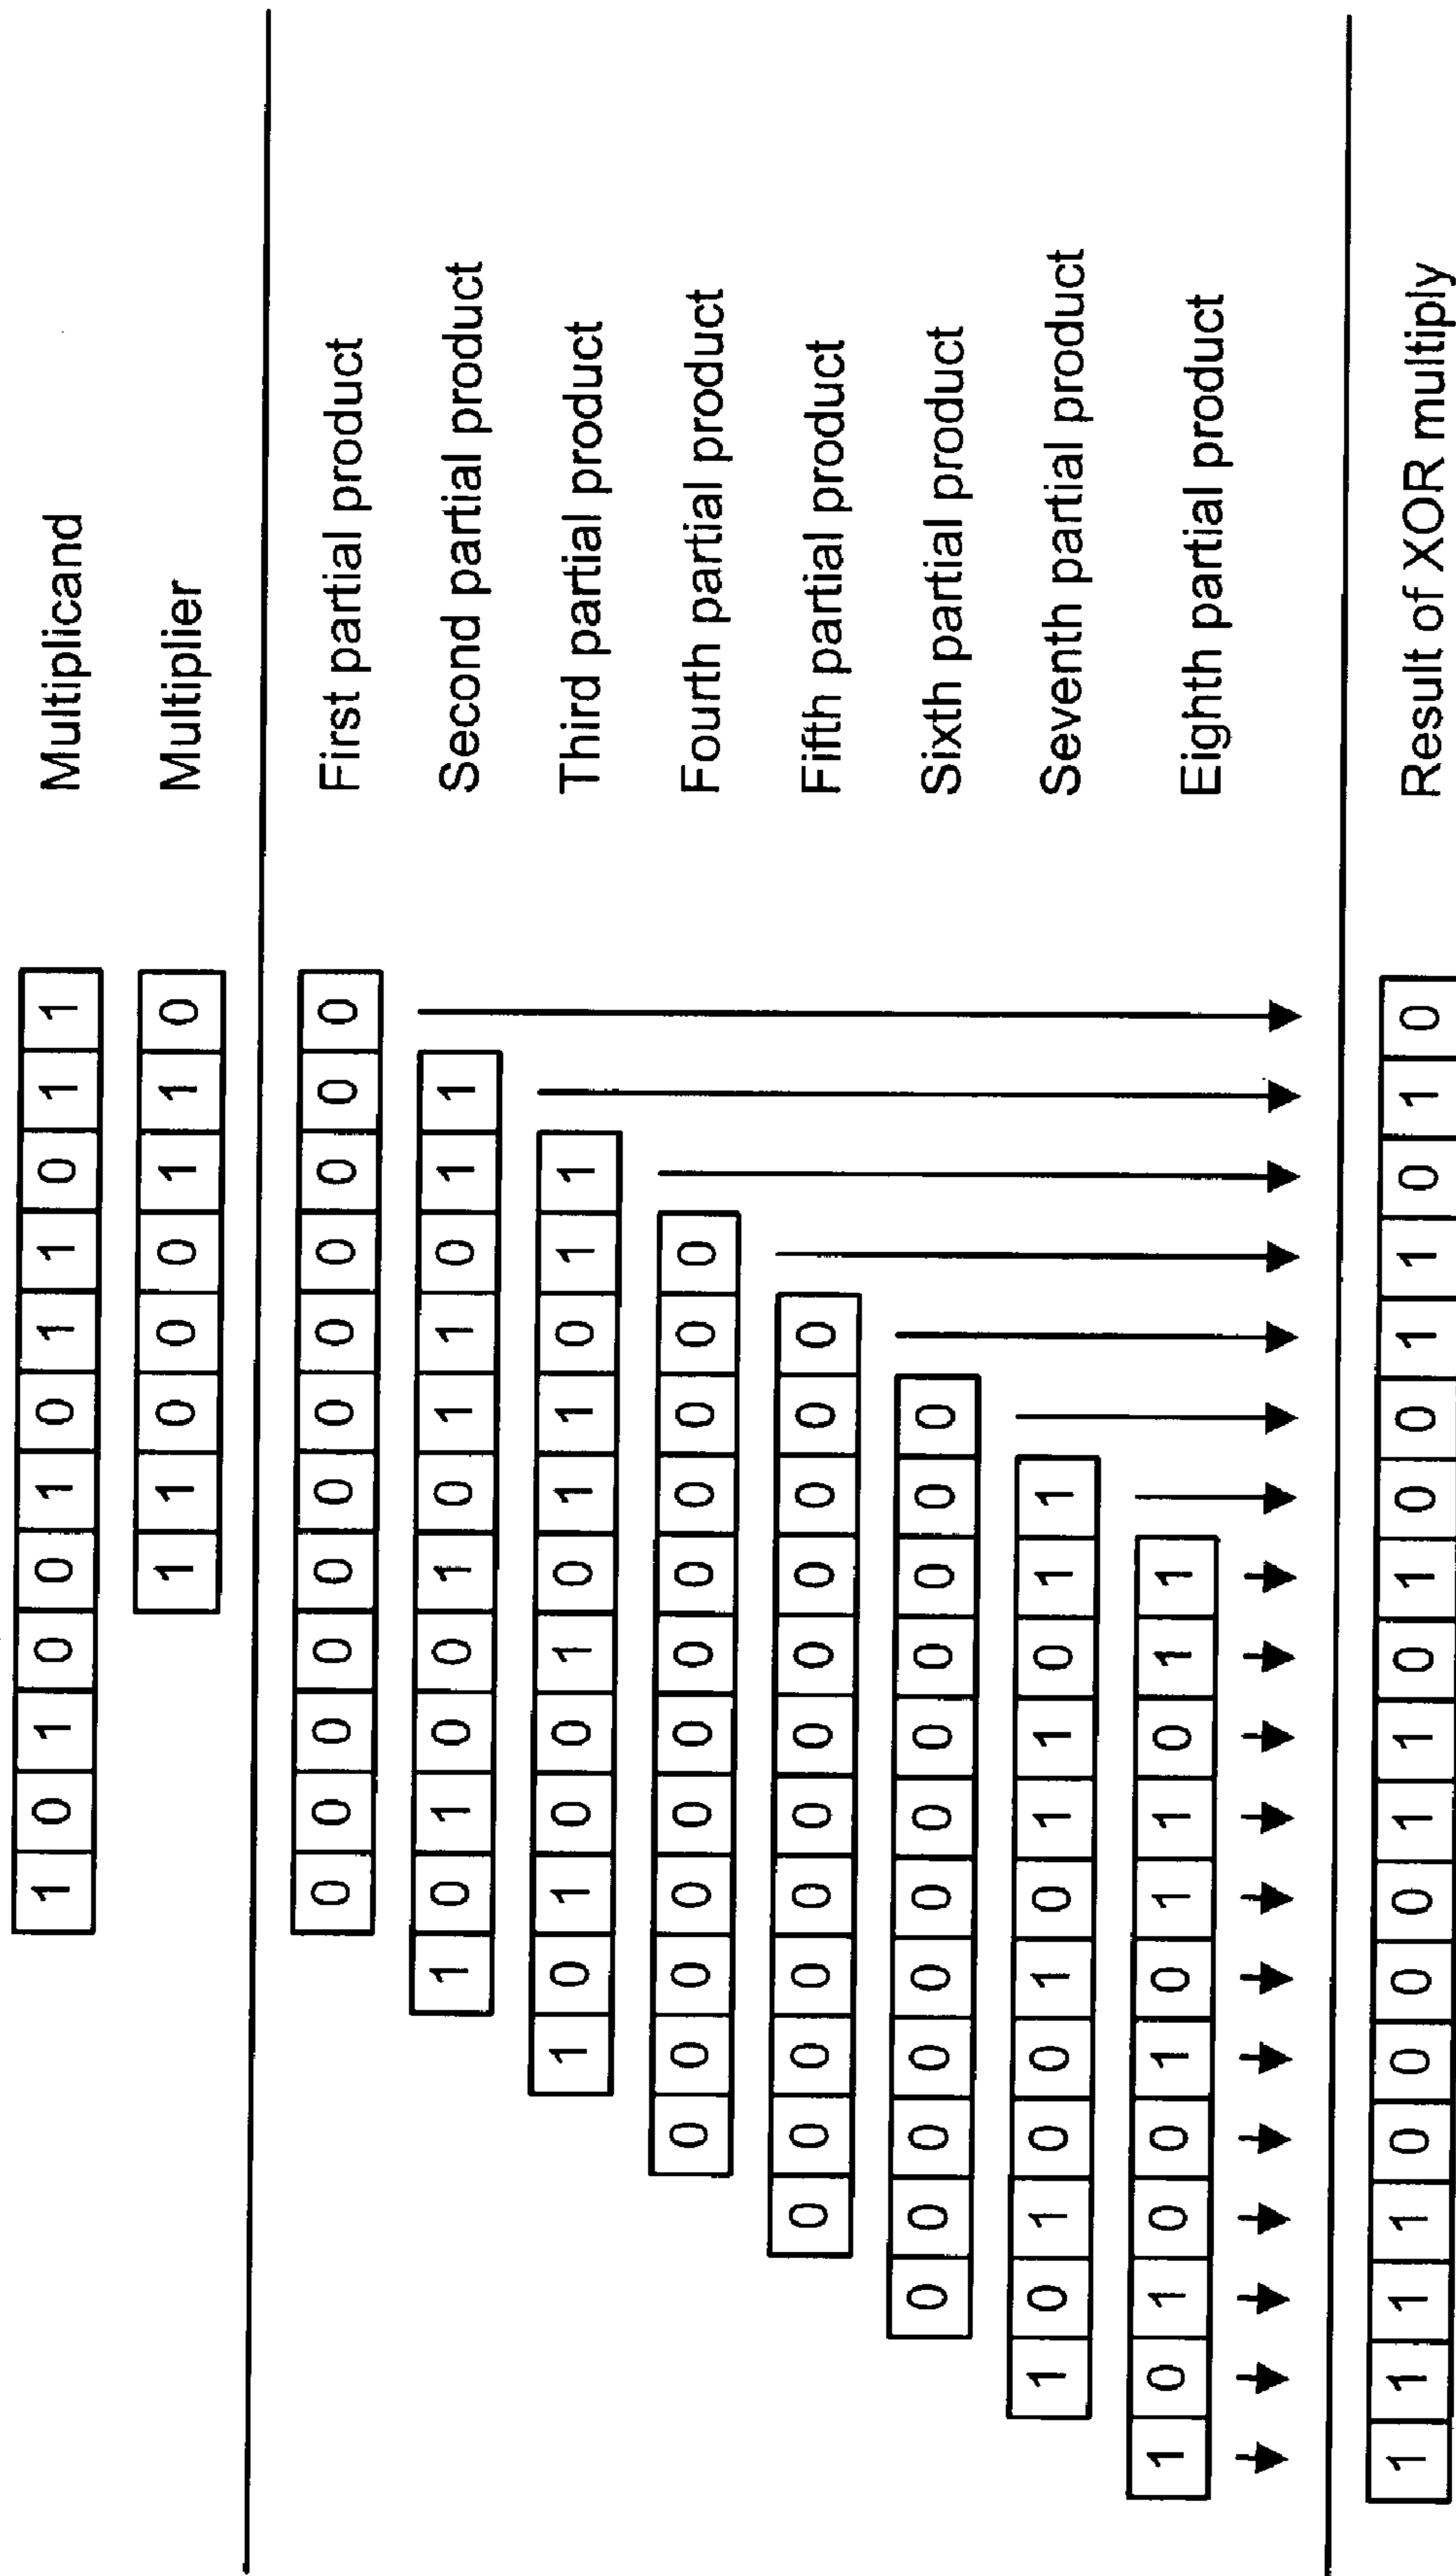 1 0 1 0 0 1 0 1 1 0 1 1 Multiplicand
1 1 0 0 0 1 1 0 Multiplier
0 0 0 0 0 0 0 0 0 0 0 0 First partial product
1 0 1 0 0 1 0 1 1 0 1 1 Second partial product
1 0 1 0 0 1 0 1 1 0 1 1 Third partial product
0 0 0 0 0 0 0 0 0 0 0 0 Fourth partial product
0 0 0 0 0 0 0 0 0 0 0 0 Fifth partial product
0 0 0 0 0 0 0 0 0 0 0 0 Sixth partial product
1 0 1 0 0 1 0 1 1 0 1 1 Seventh partial product
1 0 1 0 0 1 0 1 1 0 1 1 Eighth partial product
1 1 1 1 0 0 0 0 1 1 0 1 0 0 1 1 0 1 0 Result of XOR multiply